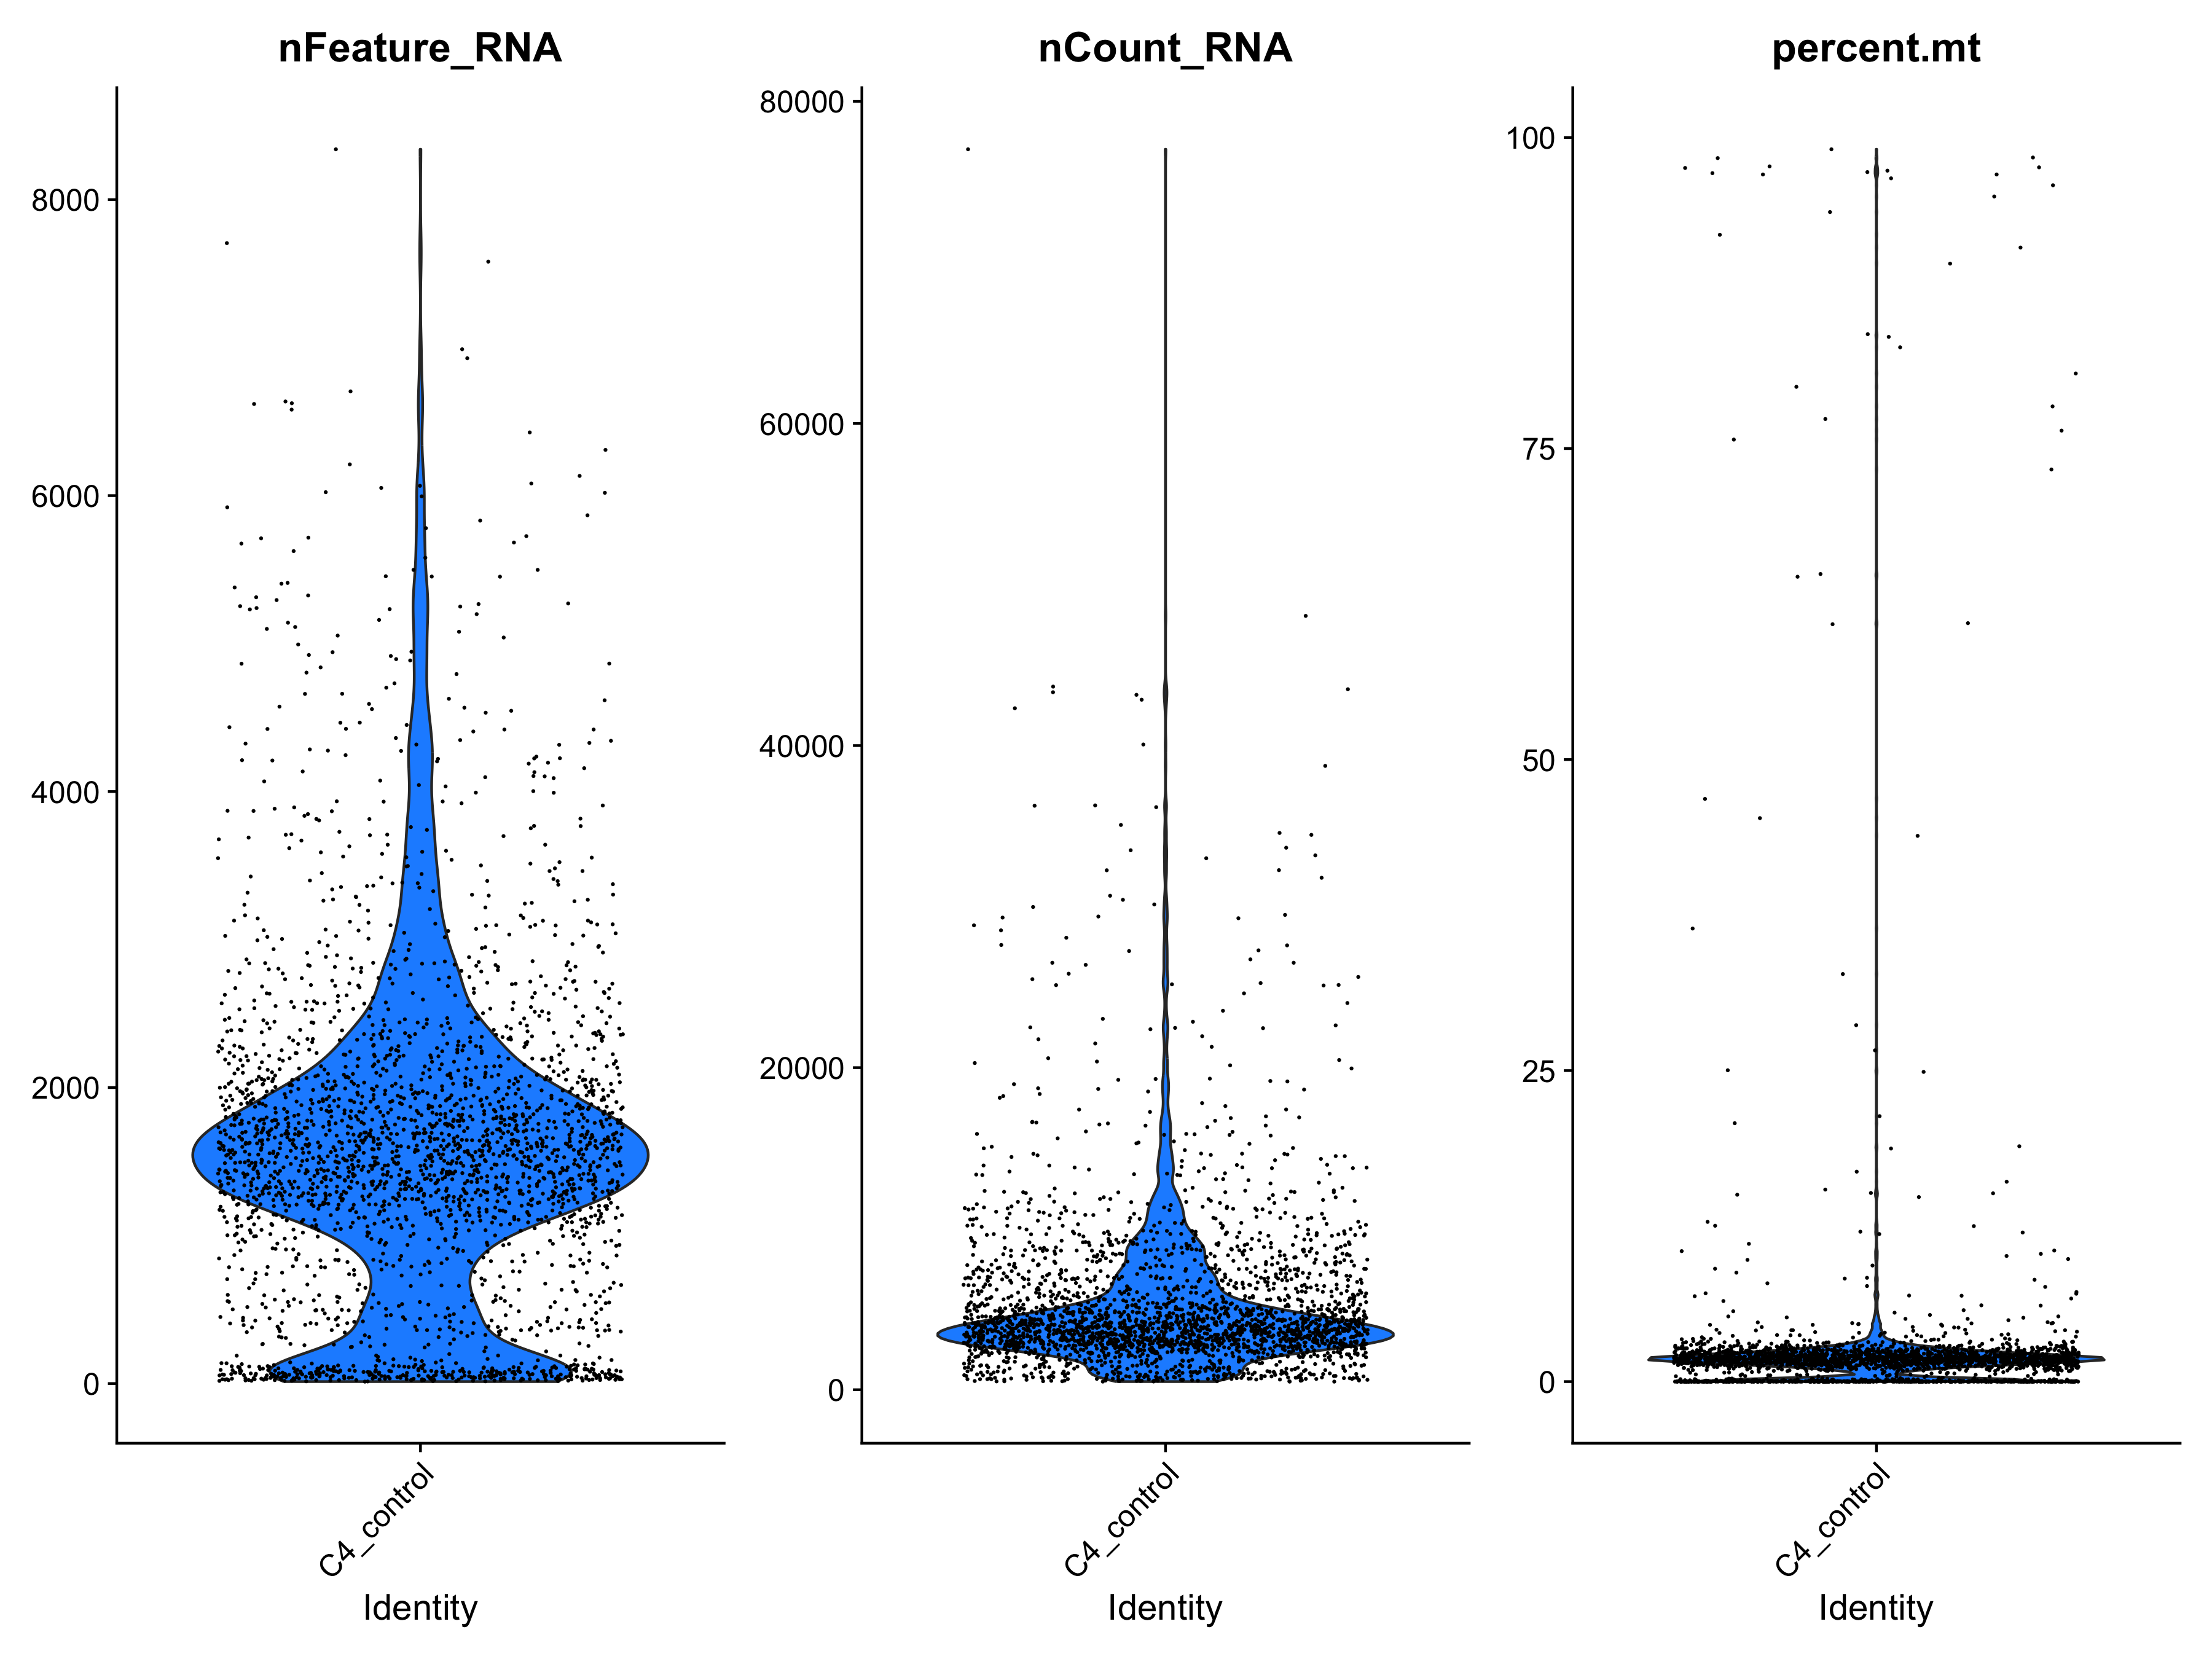 nFeature_RNA
8000
6000
4000
2000
0
C4_control
Identity
nCount_RNA
80000
60000
40000
20000
0
C4_control
Identity
percent.mt
100
75
50
25
0
C4_control
Identity